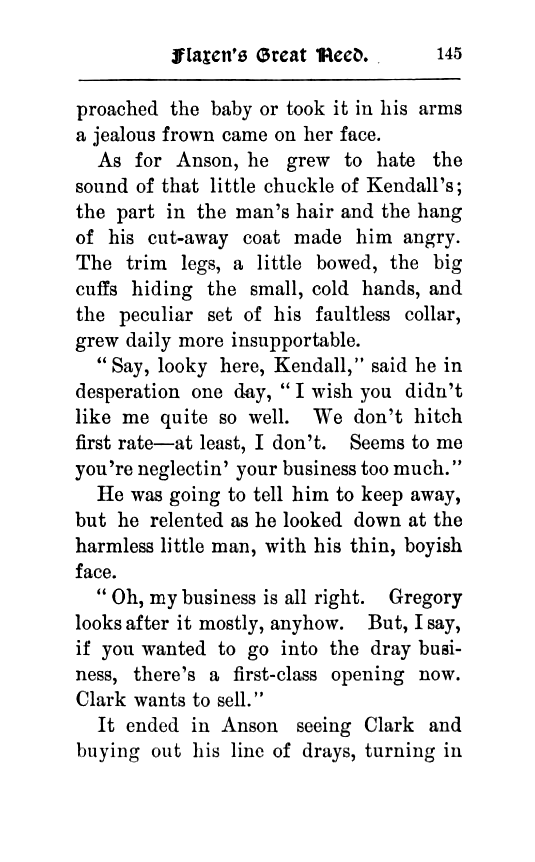 Flaxen's Great Need. 145
proached the baby or took it in his arms
a jealous frown came on her face.
As for Anson, he grew to hate the
sound of that little chuckle of Kendall's;
the part in the man's hair and the hang
of his cut-away coat made him angry.
The trim legs, a little bowed, the big
cuffs hiding the small, cold hands, and
the peculiar set of his faultless collar,
grew daily more insupportable.
"Say, looky here, Kendall," said he in
desperation one day, "I wish you didn't
like me quite so well. We don't hitch
first rate—at least, I don't. Seems to me
you're neglectin' your business too much."
He was going to tell him to keep away,
but he relented as he looked down at the
harmless little man, with his thin, boyish
face.
"Oh, my business is all right. Gregory
looks after it mostly, anyhow. But, I say,
if you wanted to go into the dray busi-
ness, there's a first-class opening now.
Clark wants to sell."
It ended in Anson seeing Clark and
buying out his line of drays, turning in